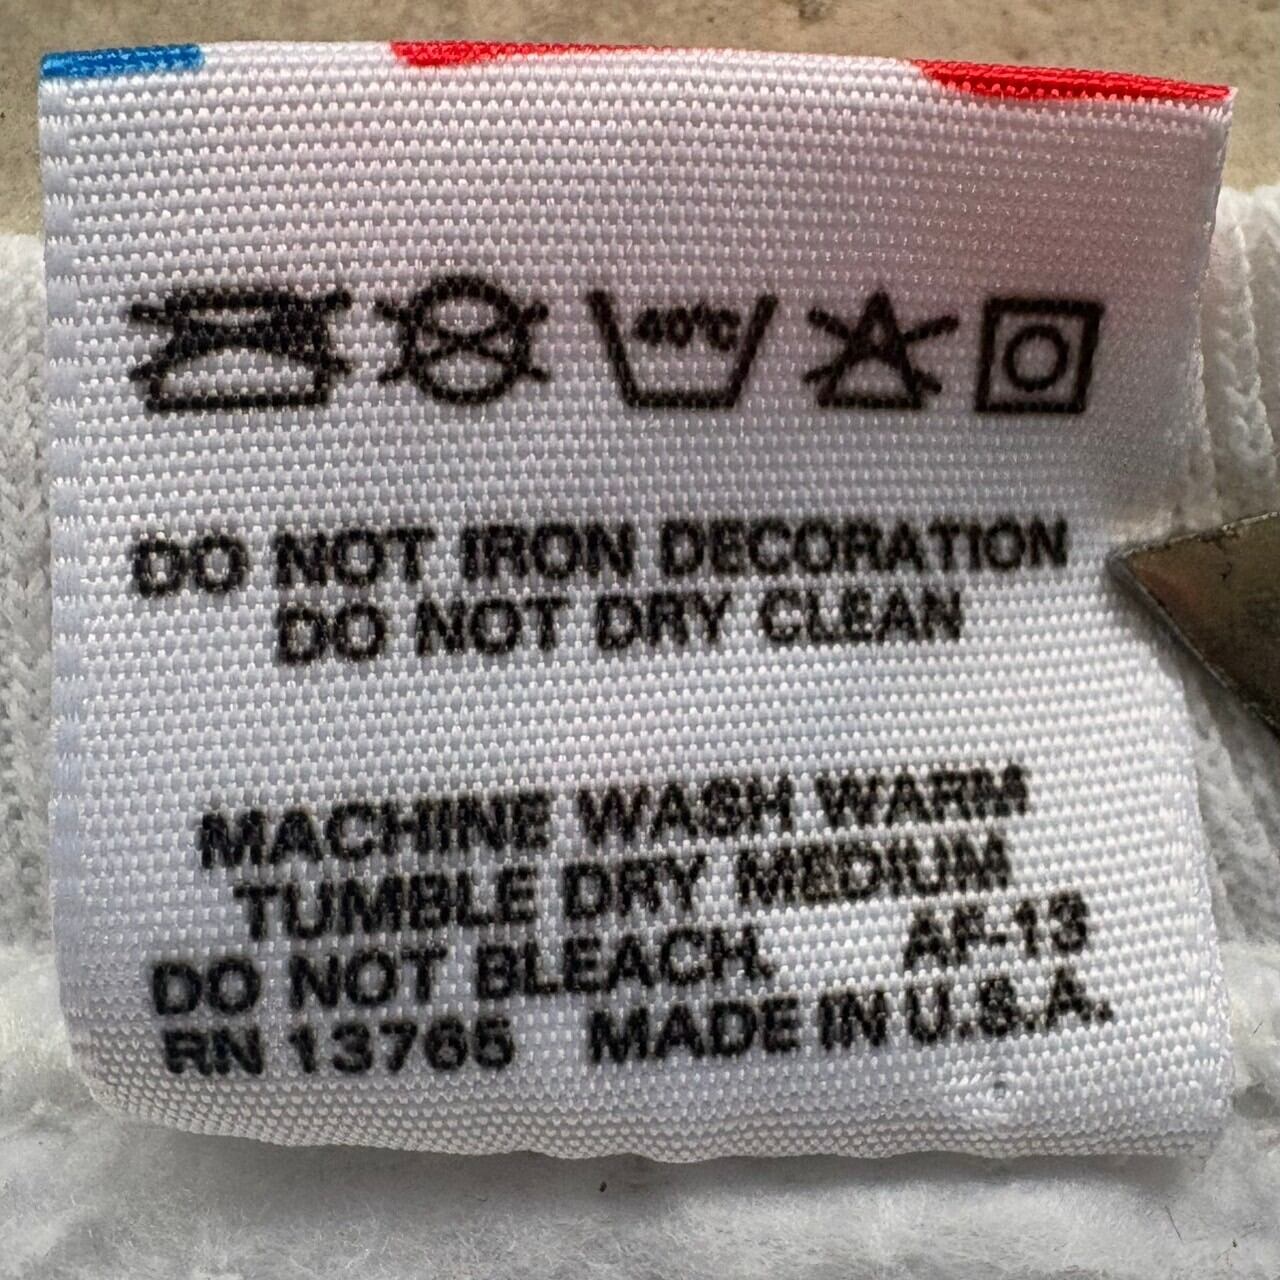 40°C
DO NOT IRON DECORATION
DO NOT DRY CLEAN
MACHINE WASH WARM
TUMBLE DRY MEDIUM
DO NOT BLEACH. AF-13
RN 13765 MADE IN U.S.A.